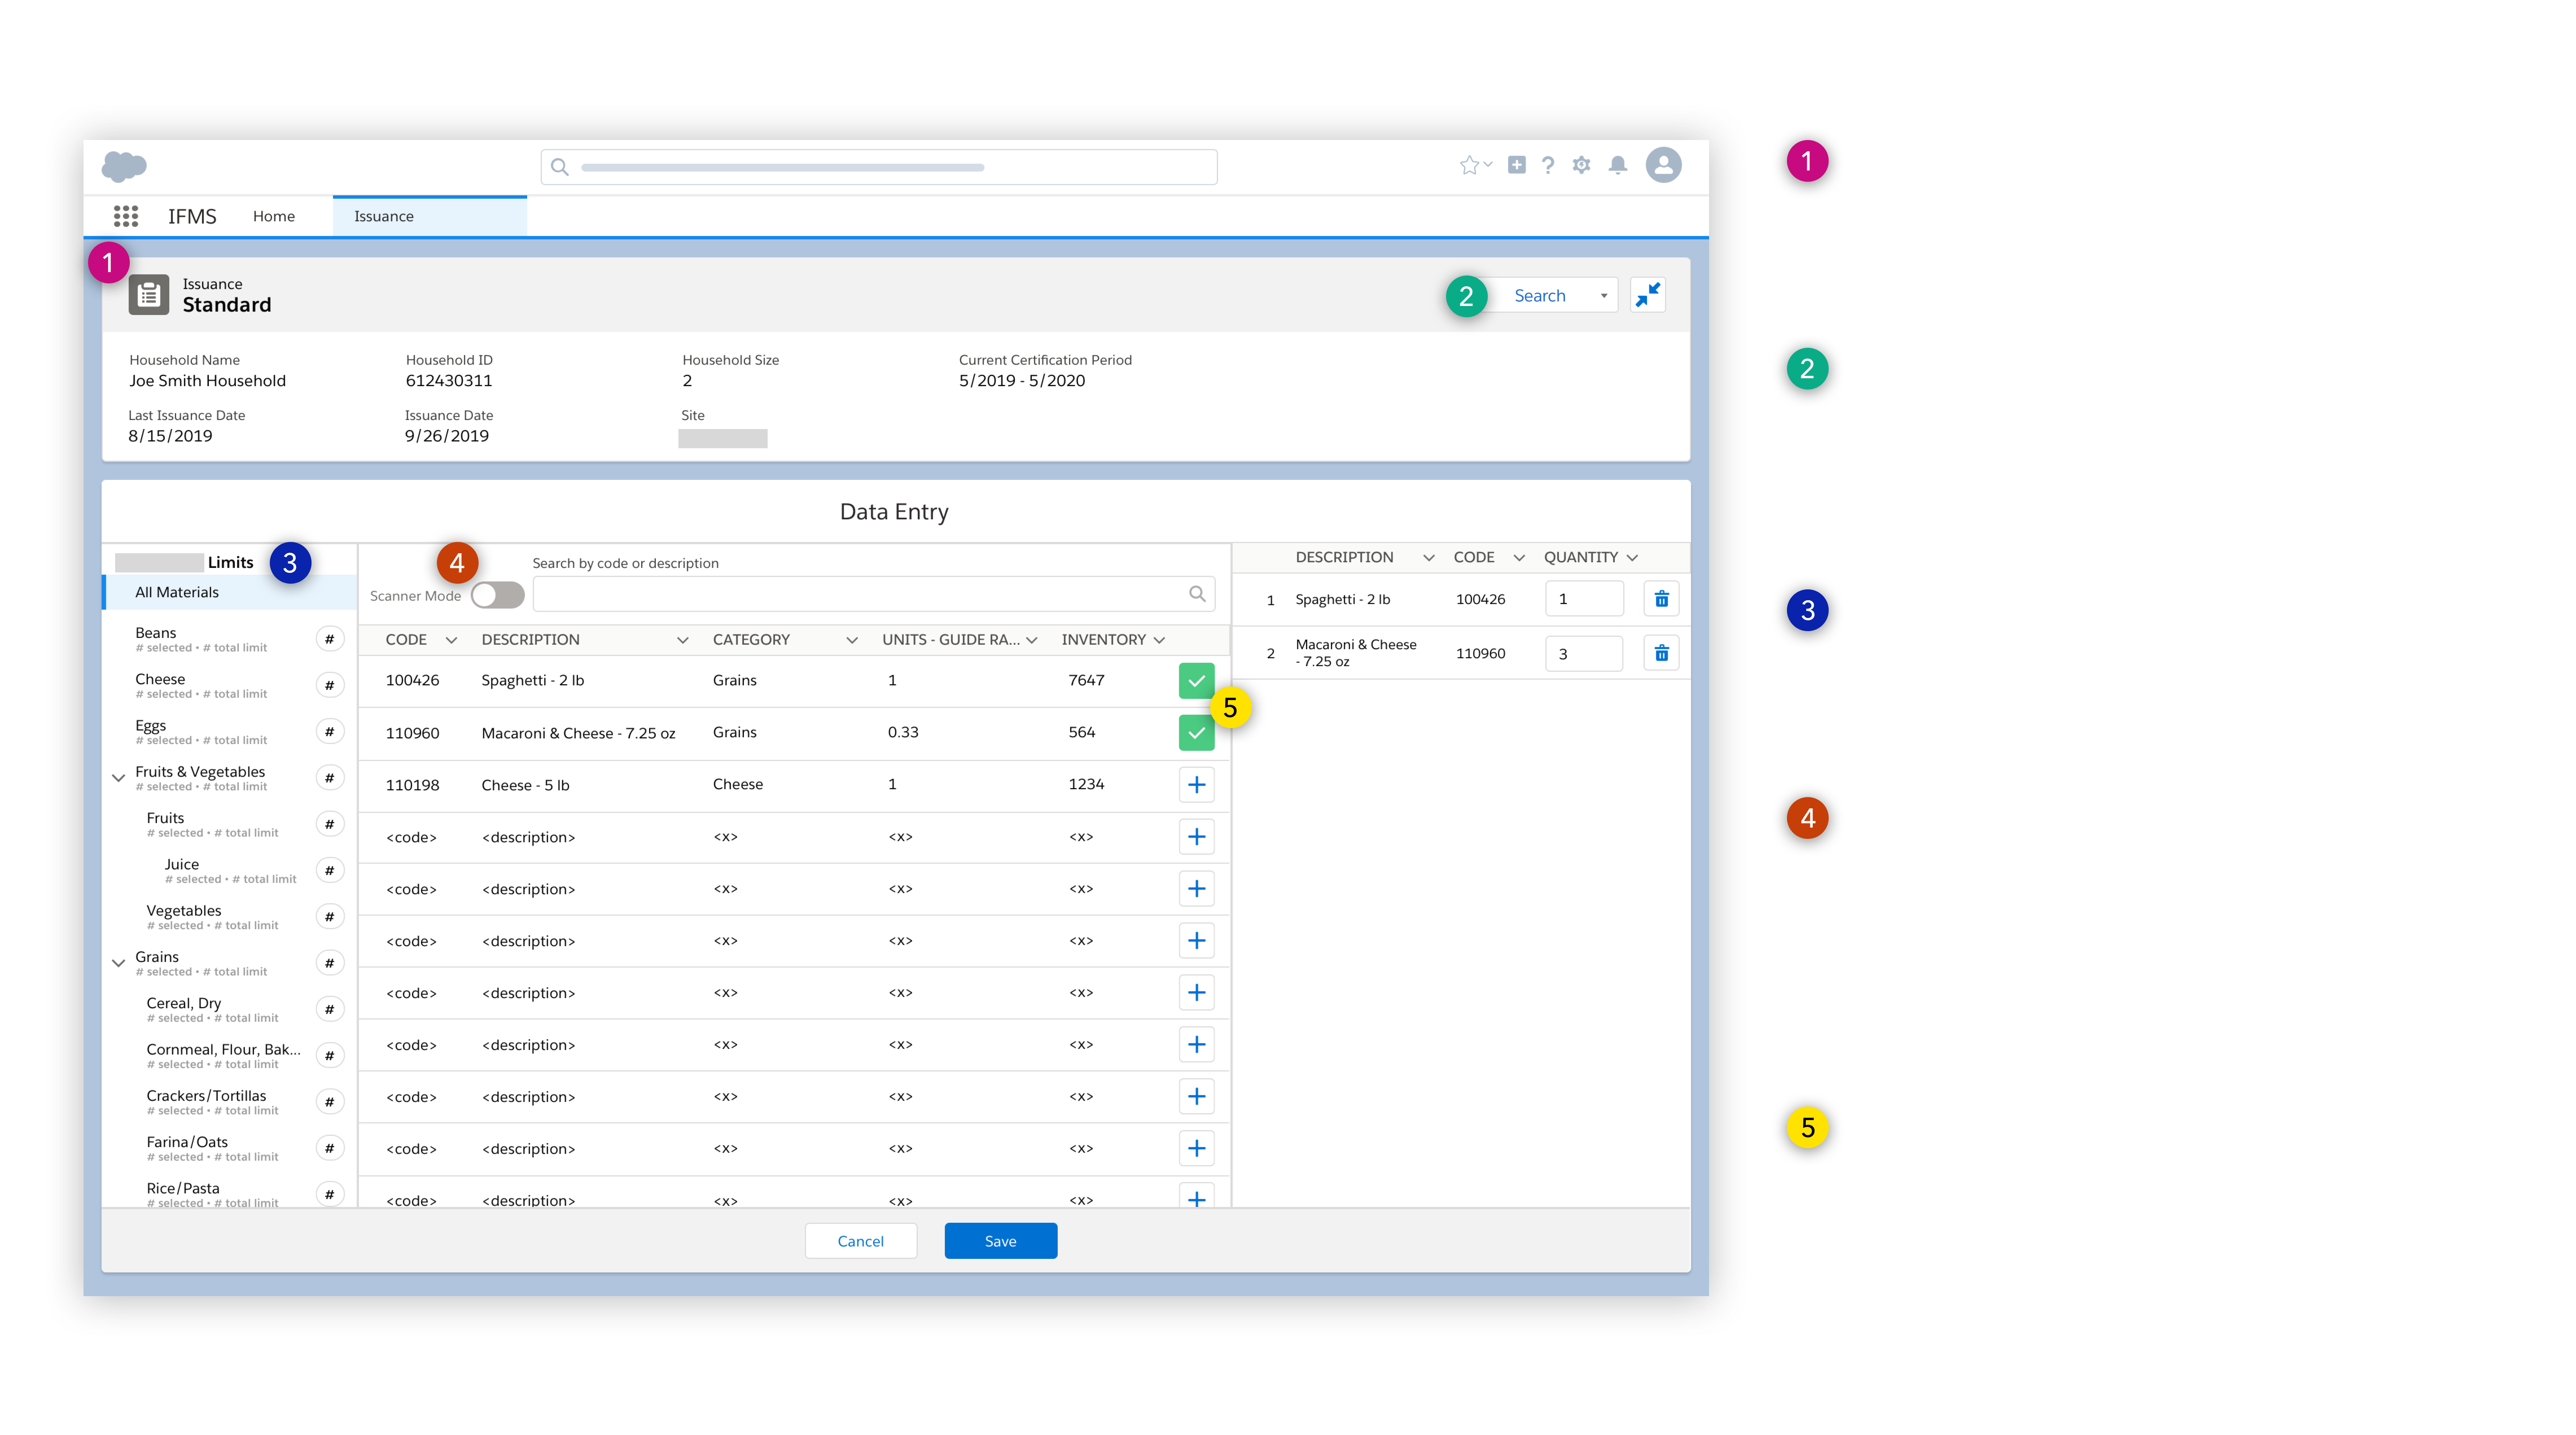 IFMS Home Issuance
1
Issuance
Standard
2 Search
Household Name Household ID Household Size Current Certification Period
Joe Smith Household 612430311 2 5/2019 - 5/2020
Last Issuance Date Issuance Date Site
8/15/2019 9/26/2019
Data Entry
Limits 3
All Materials
Beans #
# selected • # total limit
Cheese #
# selected • # total limit
Eggs #
# selected • # total limit
Fruits & Vegetables #
# selected • # total limit
Fruits #
# selected • # total limit
Juice #
# selected • # total limit
Vegetables #
# selected • # total limit
Grains #
# selected • # total limit
Cereal, Dry #
# selected • # total limit
Cornmeal, Flour, Bak... #
# selected • # total limit
Crackers/Tortillas #
# selected • # total limit
Farina/Oats #
# selected • # total limit
Rice/Pasta #
# selected • # total limit
4 Search by code or description
Scanner Mode
CODE DESCRIPTION CATEGORY UNITS - GUIDE RA... INVENTORY
100426 Spaghetti - 2 lb Grains 1 7647
5
110960 Macaroni & Cheese - 7.25 oz Grains 0.33 564
110198 Cheese - 5 lb Cheese 1 1234 +
<code> <description> <x> <x> <x> +
<code> <description> <x> <x> <x> +
<code> <description> <x> <x> <x> +
<code> <description> <x> <x> <x> +
<code> <description> <x> <x> <x> +
<code> <description> <x> <x> <x> +
<code> <description> <x> <x> <x> +
<code> <description> <x> <x> <x> +
DESCRIPTION CODE QUANTITY
1 Spaghetti - 2 lb 100426 1
2 Macaroni & Cheese 110960 3
- 7.25 oz
Cancel Save
1
2
3
4
5